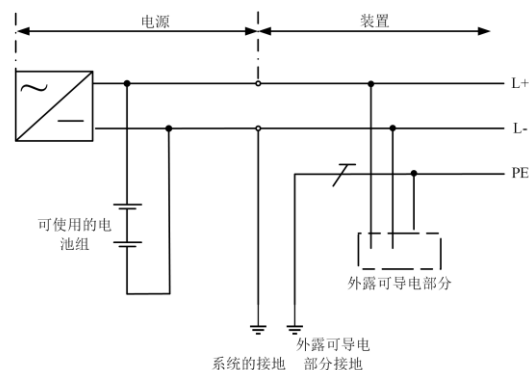 电源
装置
L+
L-
PE
可使用的电
池组
外露可导电部分
系统的接地
外露可导电
部分接地